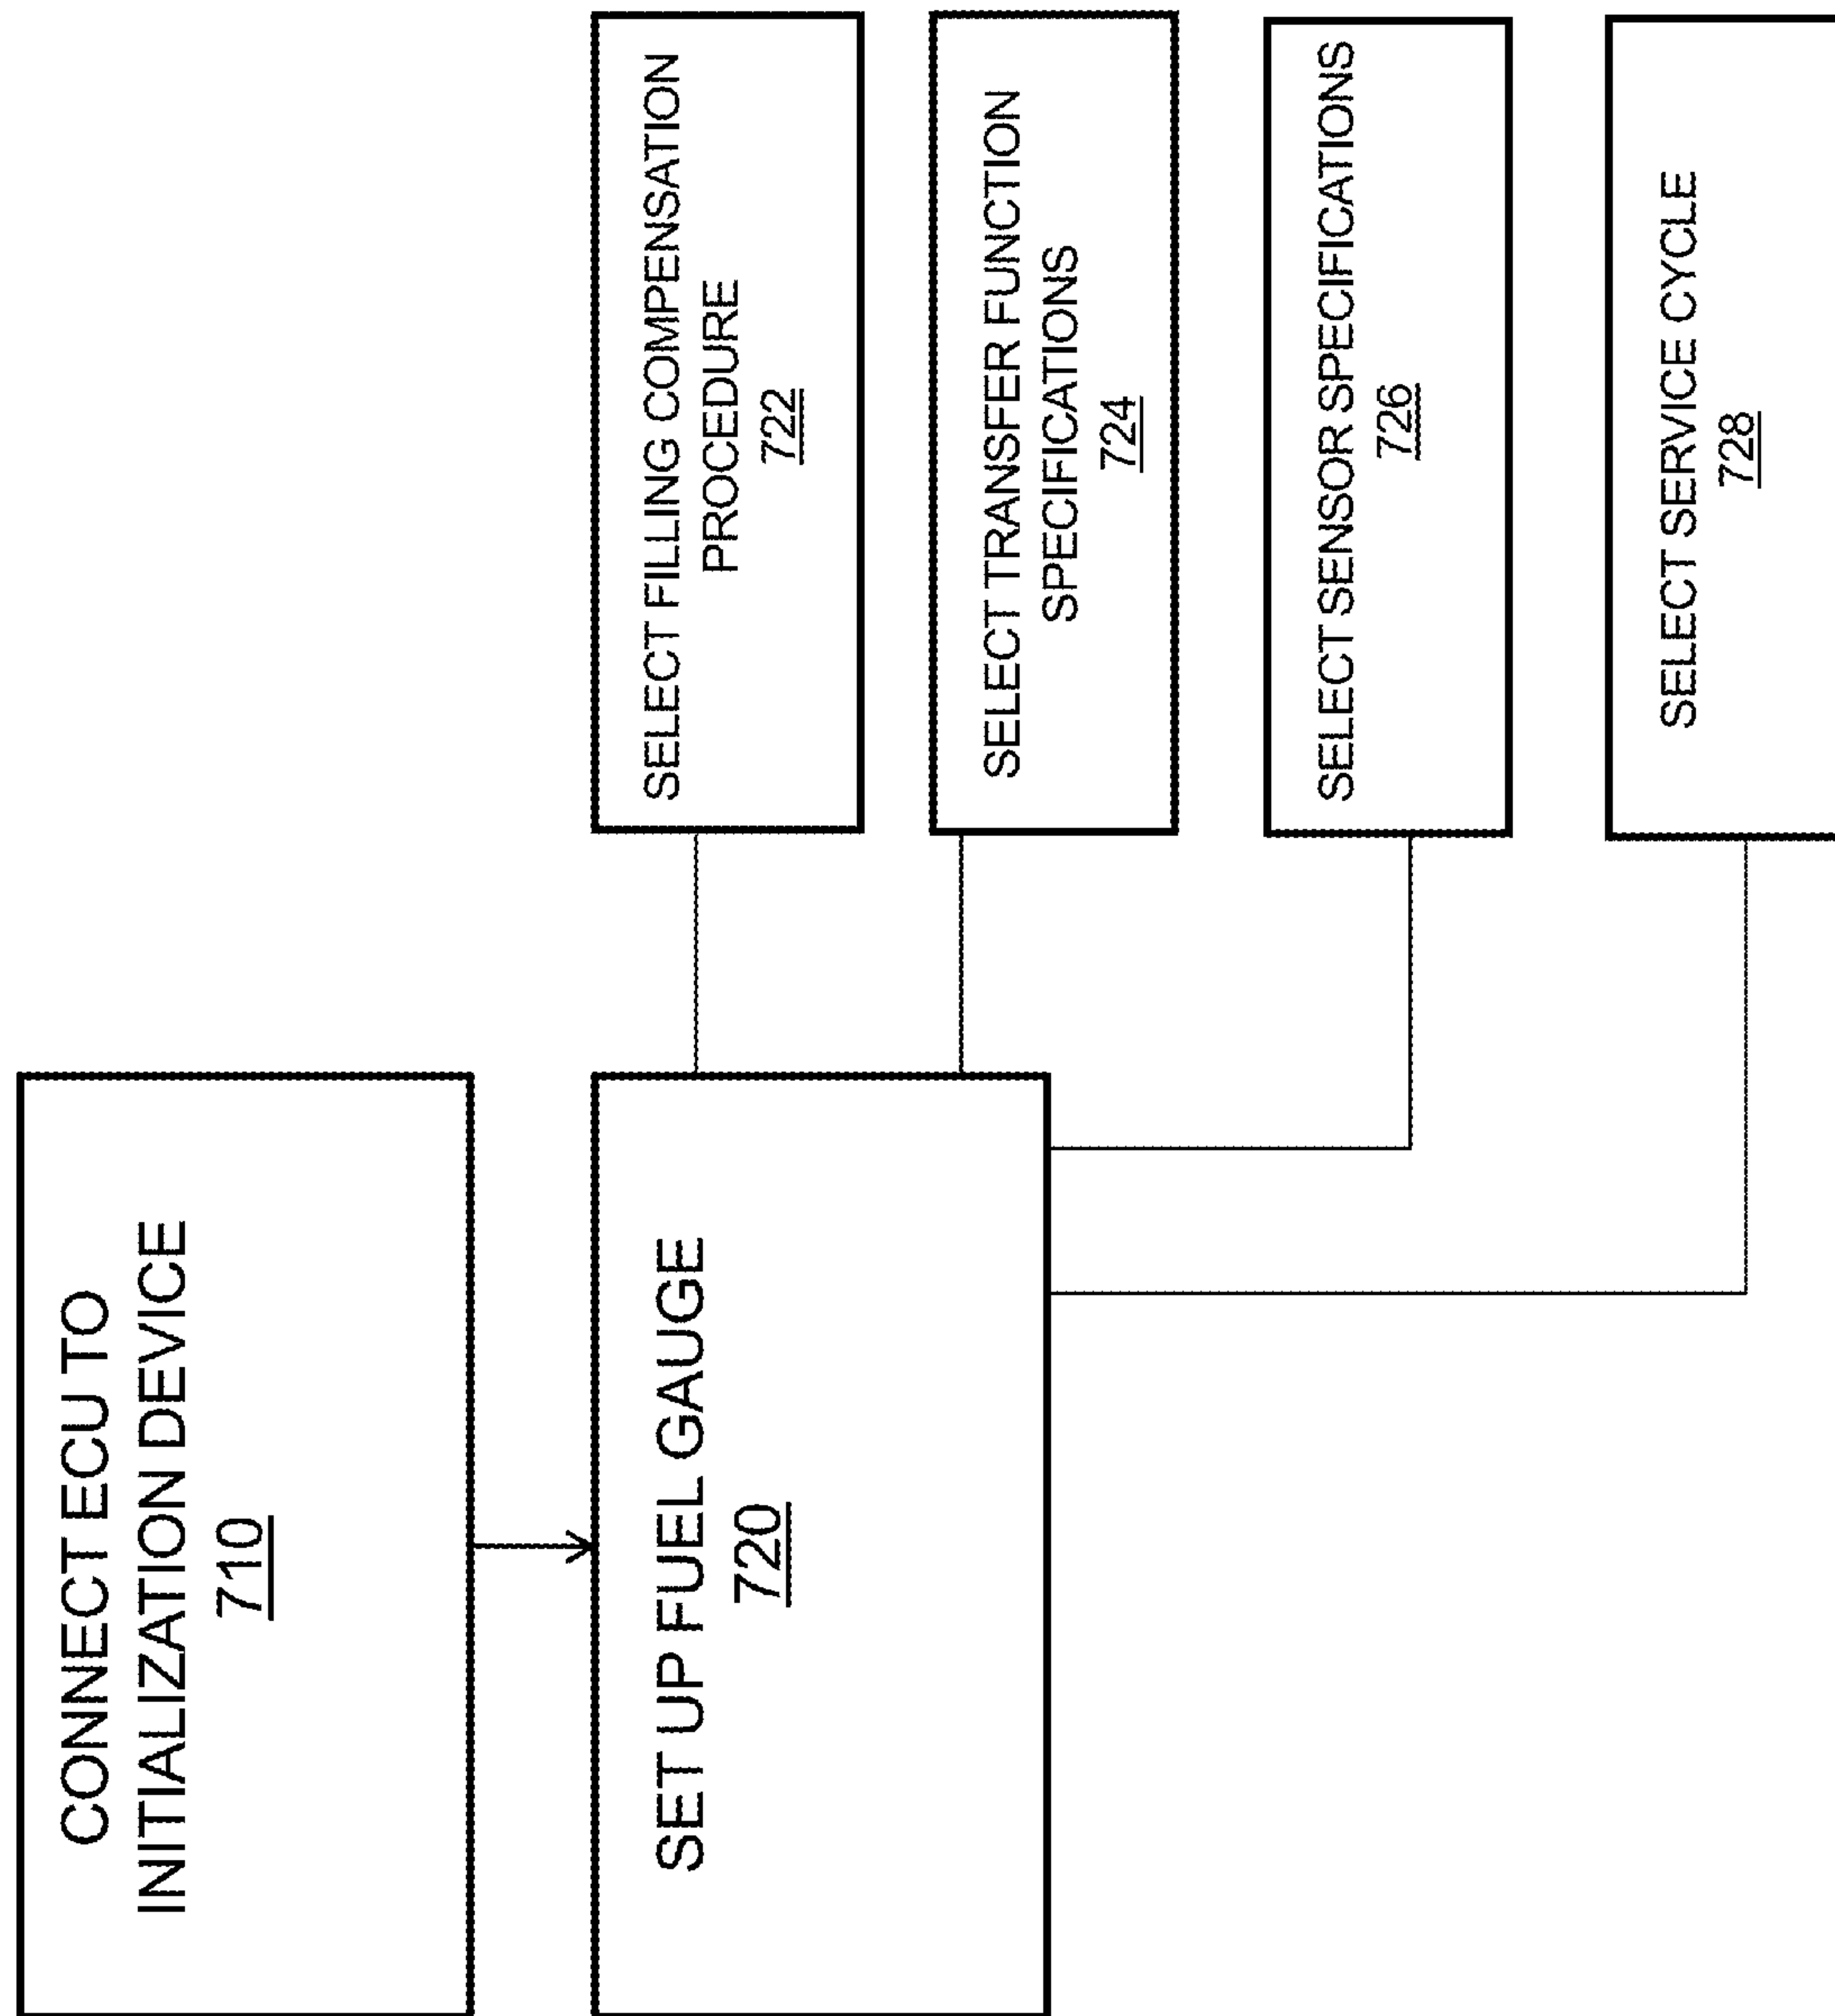 CONNECT ECU TO
INITIALIZATION DEVICE
710
SET UP FUEL GAUGE
720
SELECT FILLING COMPENSATION
PROCEDURE
722
SELECT TRANSFER FUNCTION
SPECIFICATIONS
724
SELECT SENSOR SPECIFICATIONS
726
SELECT SERVICE CYCLE
728